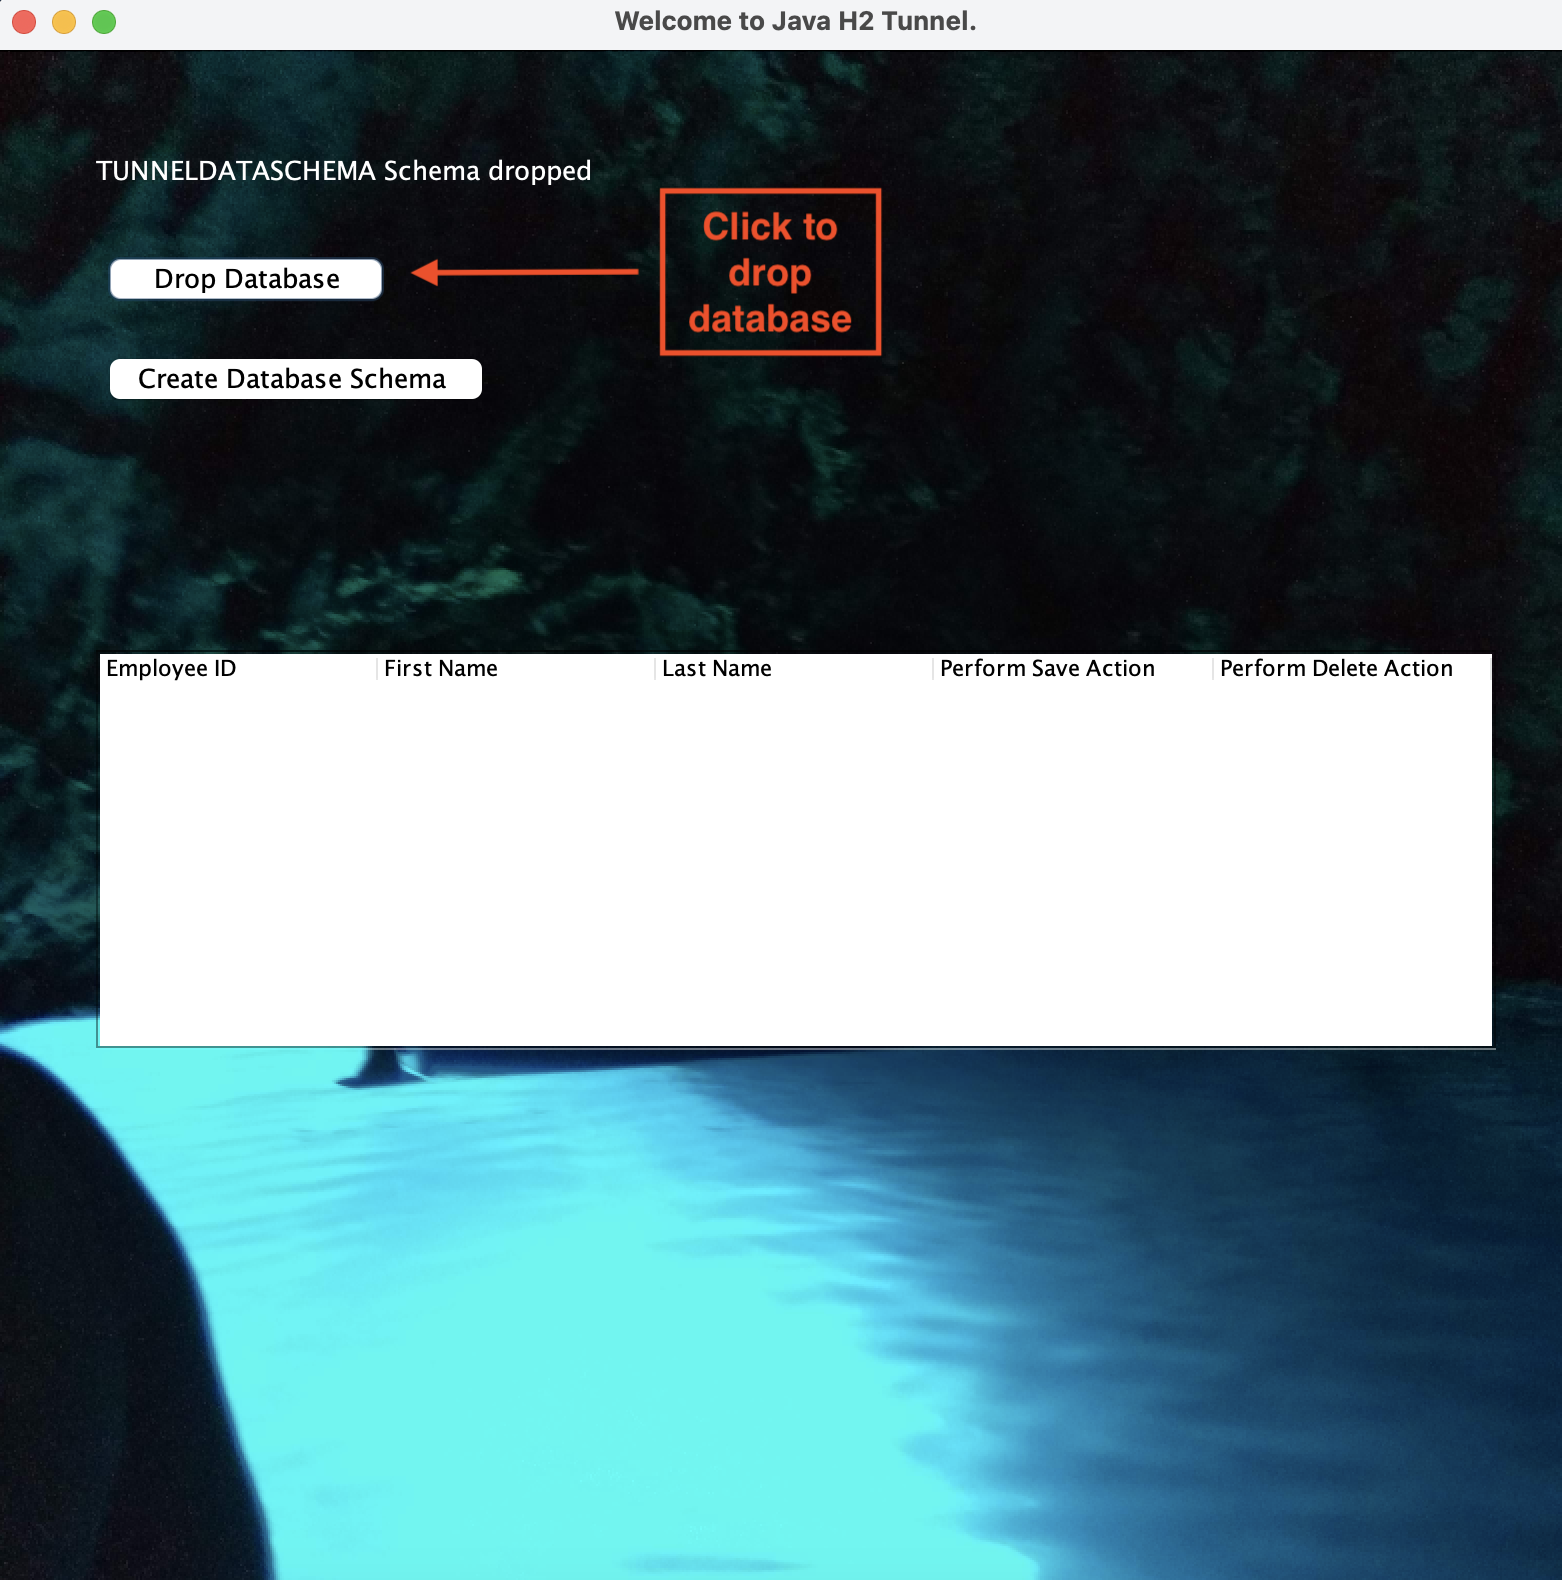 Welcome to Java H2 Tunnel.
TUNNELDATASCHEMA Schema dropped
Drop Database
Click to
drop
database
Create Database Schema
Employee ID First Name Last Name Perform Save Action Perform Delete Action